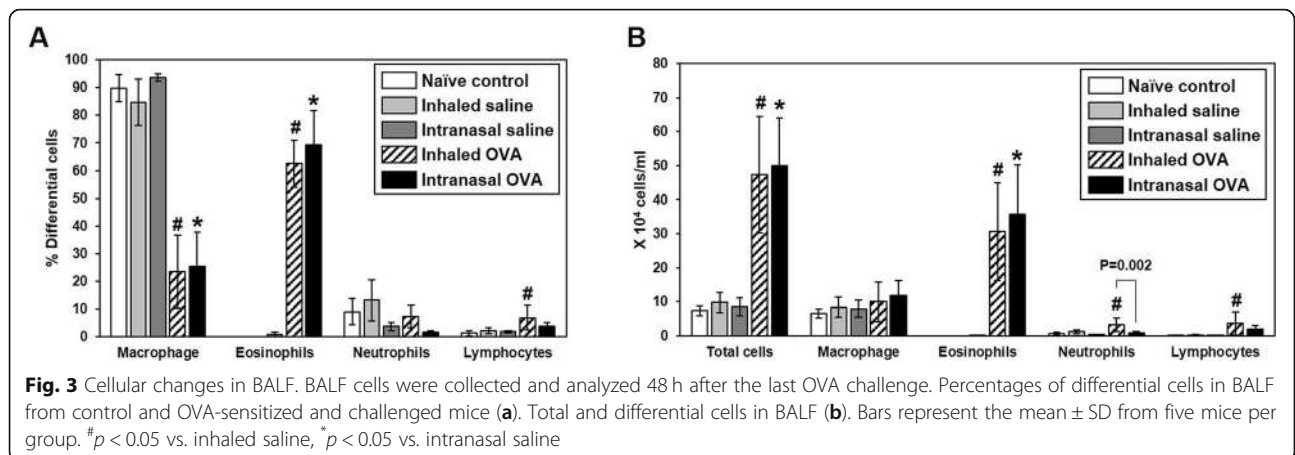 A
100
90
80
70
60
50
40
30
20
10
0
% Differential cells
Naïve control
Inhaled saline
Intranasal saline
Inhaled OVA
Intranasal OVA
# * # * #
Macrophage Eosinophils Neutrophils Lymphocytes
B
80
70
60
50
40
30
20
10
0
X 10⁴ cells/ml
Naïve control
Inhaled saline
Intranasal saline
Inhaled OVA
Intranasal OVA
# * # * # #
P=0.002
Total cells Macrophage Eosinophils Neutrophils Lymphocytes
Fig. 3 Cellular changes in BALF. BALF cells were collected and analyzed 48 h after the last OVA challenge. Percentages of differential cells in BALF
from control and OVA-sensitized and challenged mice (a). Total and differential cells in BALF (b). Bars represent the mean ± SD from five mice per
group. #p < 0.05 vs. inhaled saline, *p < 0.05 vs. intranasal saline